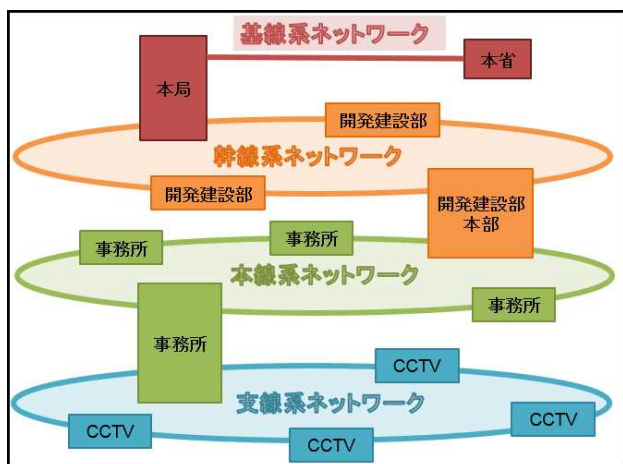 基線系ネットワーク
本局
本省
開発建設部
幹線系ネットワーク
開発建設部
開発建設部
本部
事務所
事務所
本線系ネットワーク
事務所
事務所
CCTV
支線系ネットワーク
CCTV
CCTV
CCTV